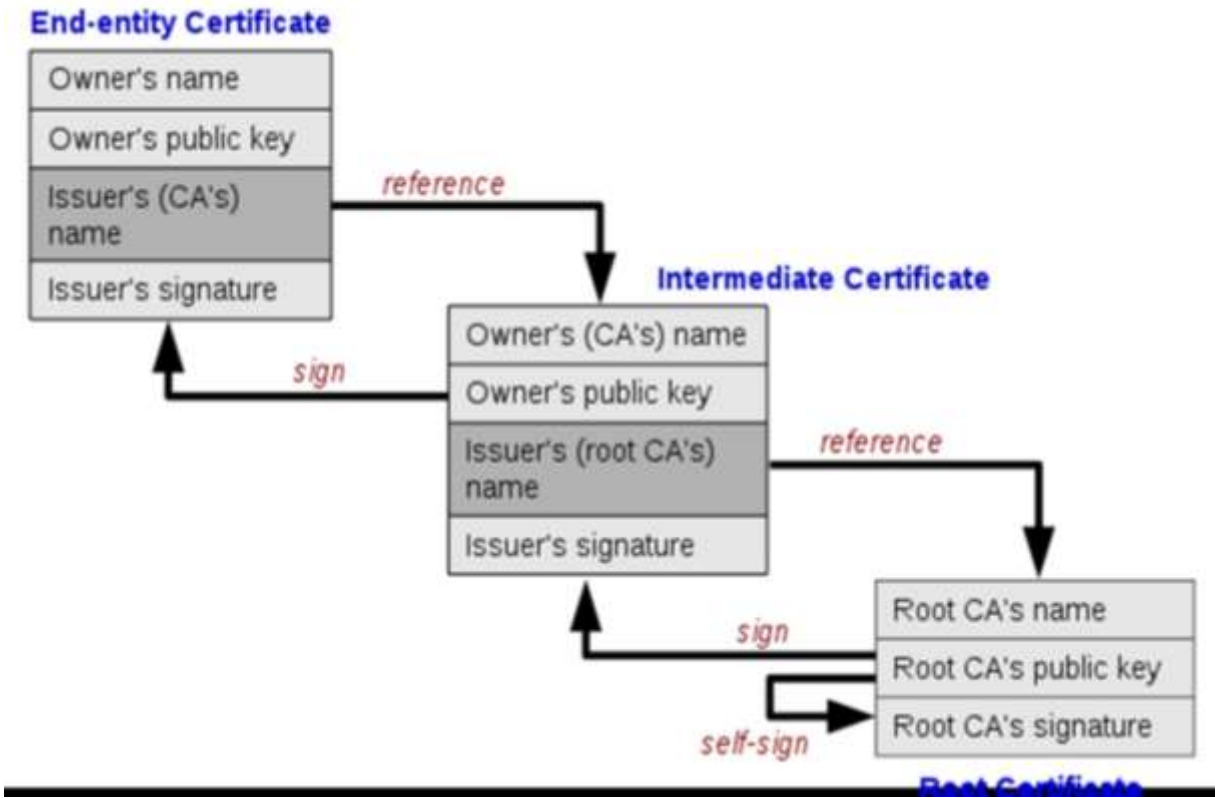 End-entity Certificate
Owner's name
Owner's public key
Issuer's (CA's)
name
Issuer's signature
reference
sign
Intermediate Certificate
Owner's (CA's) name
Owner's public key
Issuer's (root CA's)
name
Issuer's signature
reference
sign
self-sign
Root CA's name
Root CA's public key
Root CA's signature
Root Certificate